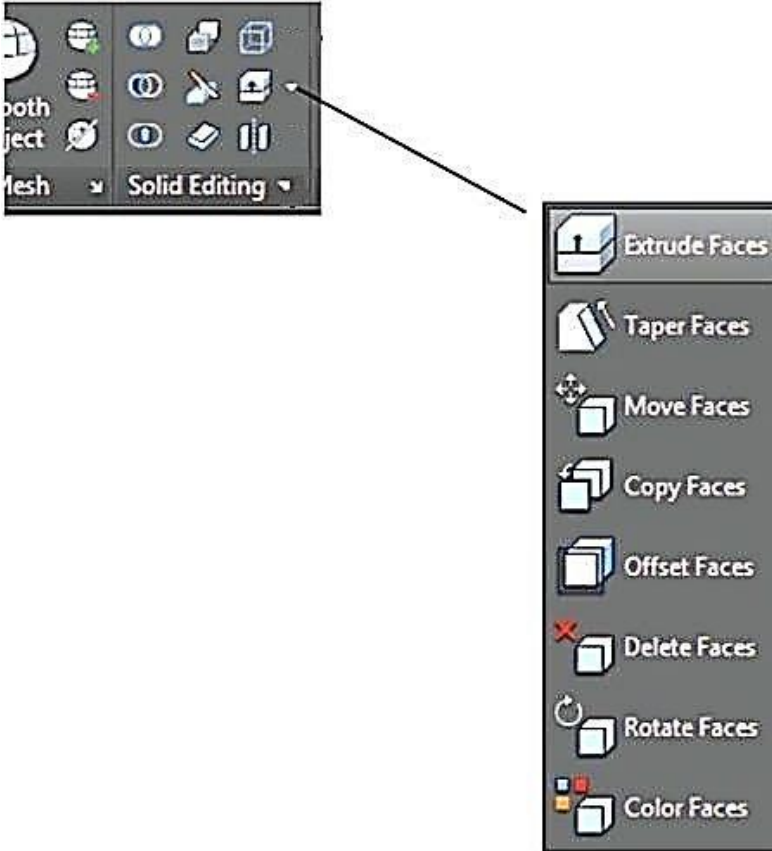 ooth
ject
Mesh
Solid Editing
Extrude Faces
Taper Faces
Move Faces
Copy Faces
Offset Faces
Delete Faces
Rotate Faces
Color Faces